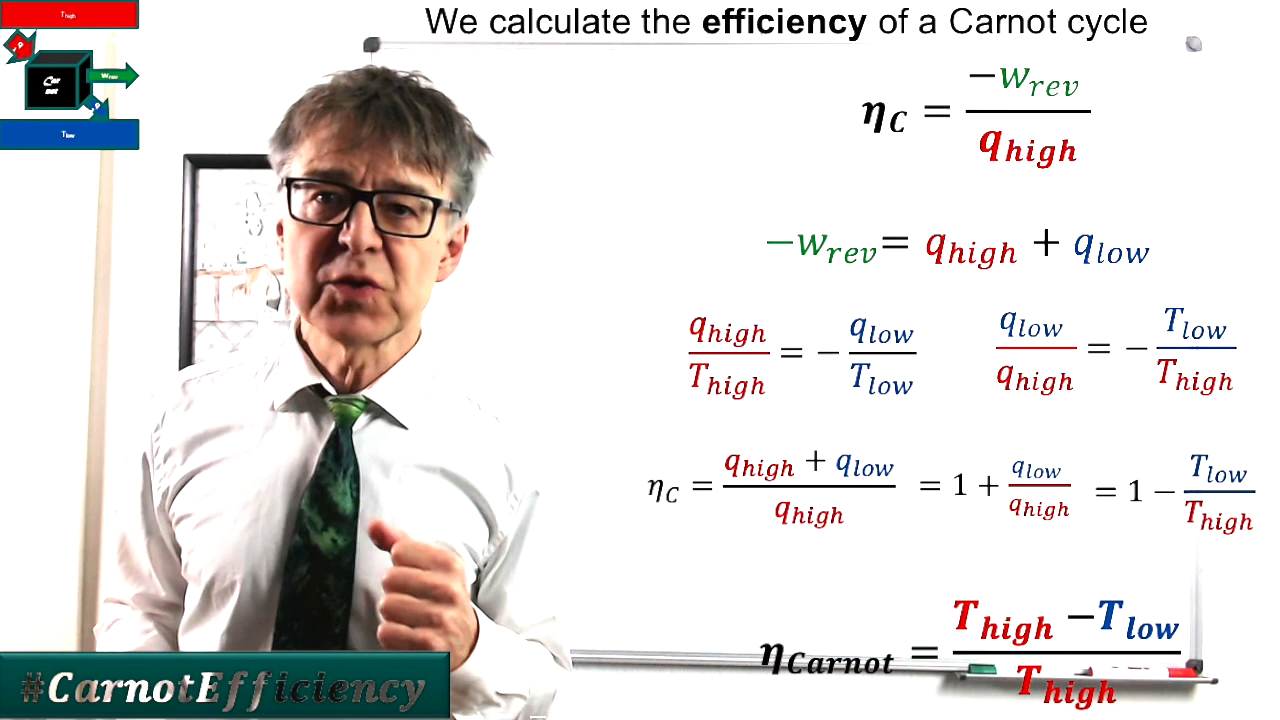 We calculate the efficiency of a Carnot cycle
T_high
Car
not
w_rev
T_low
η_C = −w_rev / q_high
−w_rev = q_high + q_low
q_high / T_high = − q_low / T_low
q_low / q_high = − T_low / T_high
η_C = (q_high + q_low) / q_high = 1 + q_low / q_high = 1 − T_low / T_high
η_Carnot = (T_high − T_low) / T_high
#CarnotEfficiency